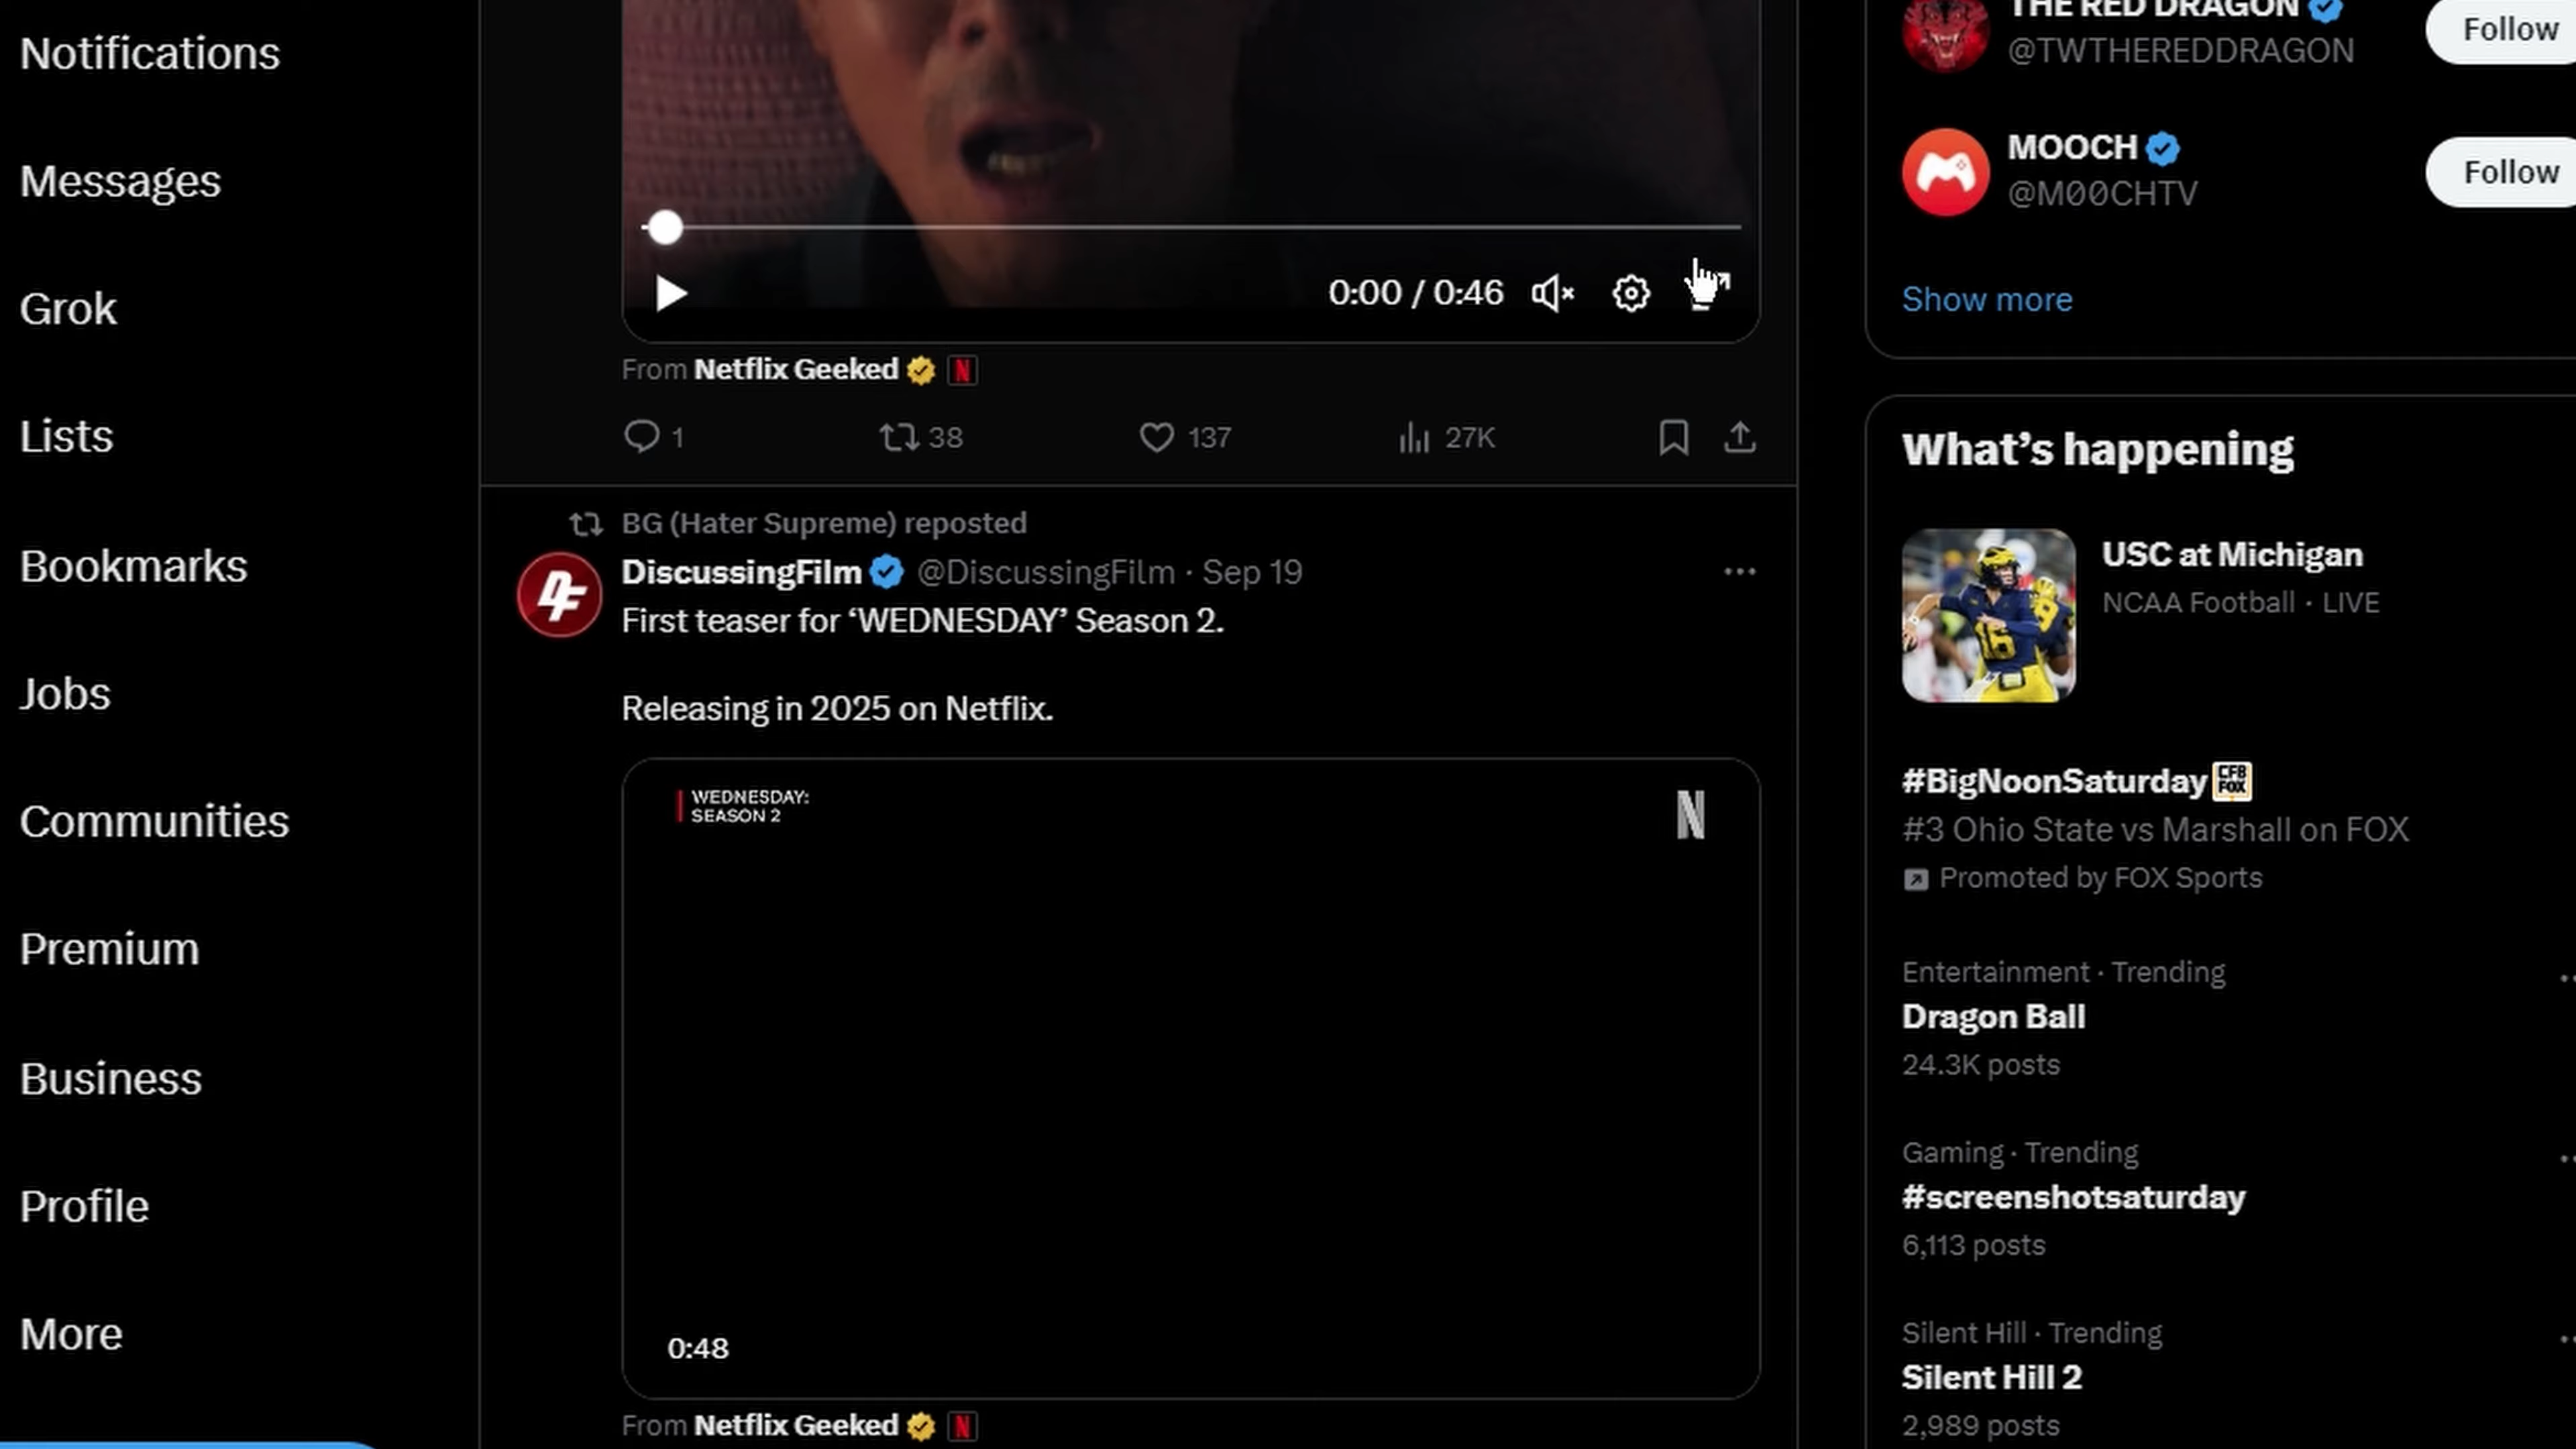 Notifications
Messages
Grok
Lists
Bookmarks
Jobs
Communities
Premium
Business
Profile
More
0:00 / 0:46
From Netflix Geeked N
1 38 137 27K
BG (Hater Supreme) reposted
DF
DiscussingFilm @DiscussingFilm · Sep 19
First teaser for ‘WEDNESDAY’ Season 2.
Releasing in 2025 on Netflix.
WEDNESDAY:
SEASON 2
N
0:48
From Netflix Geeked N
THE RED DRAGON
@TWTHEREDDRAGON
Follow
MOOCH
@M00CHTV
Follow
Show more
What’s happening
USC at Michigan
NCAA Football · LIVE
16
#BigNoonSaturday CFB
FOX
#3 Ohio State vs Marshall on FOX
Promoted by FOX Sports
Entertainment · Trending
Dragon Ball
24.3K posts
Gaming · Trending
#screenshotsaturday
6,113 posts
Silent Hill · Trending
Silent Hill 2
2,989 posts